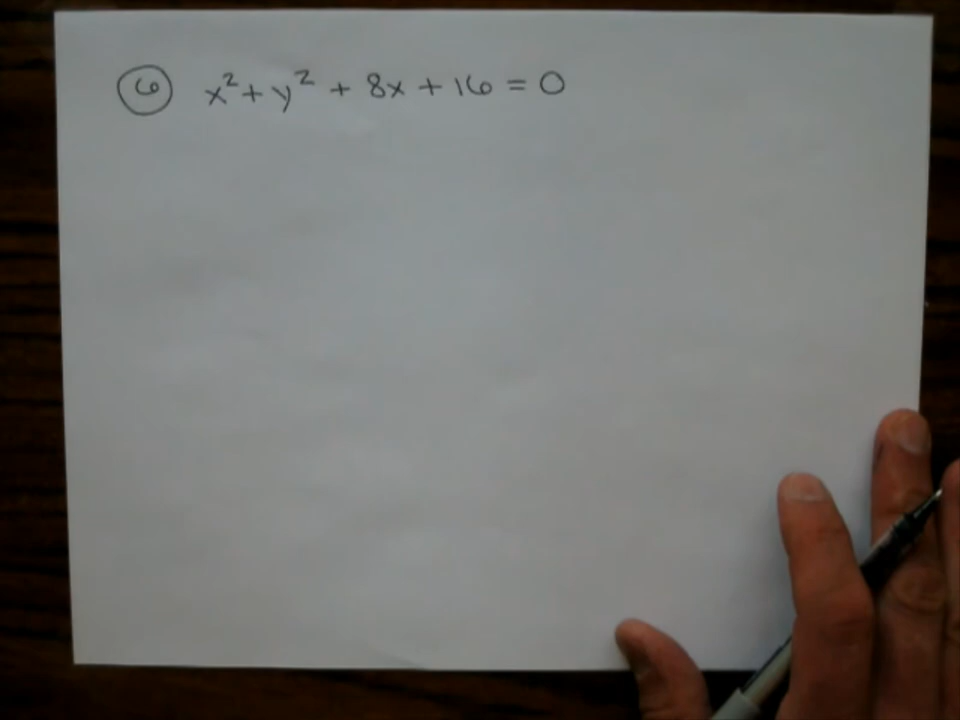 ⑥ x² + y² + 8x + 16 = 0